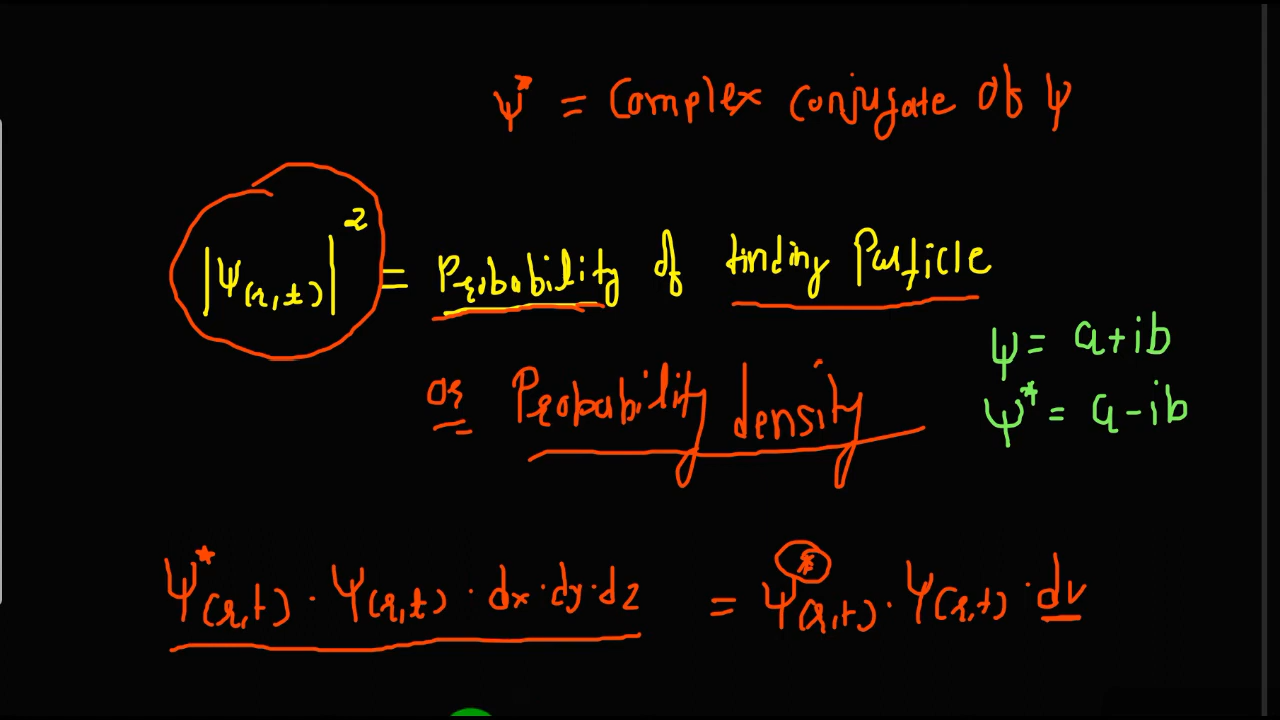 ψ* = Complex conjugate of ψ
|ψ(r,t)|² = Probability of finding Particle
or Probability density
ψ = a+ib
ψ* = a-ib
ψ*(r,t) · ψ(r,t) · dx·dy·dz = ψ*(r,t) · ψ(r,t) · dv